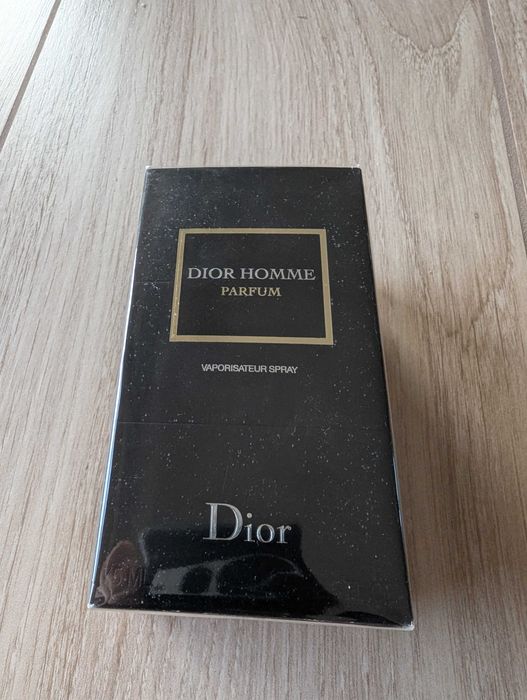 DIOR HOMME
PARFUM
VAPORISATEUR SPRAY
Dior